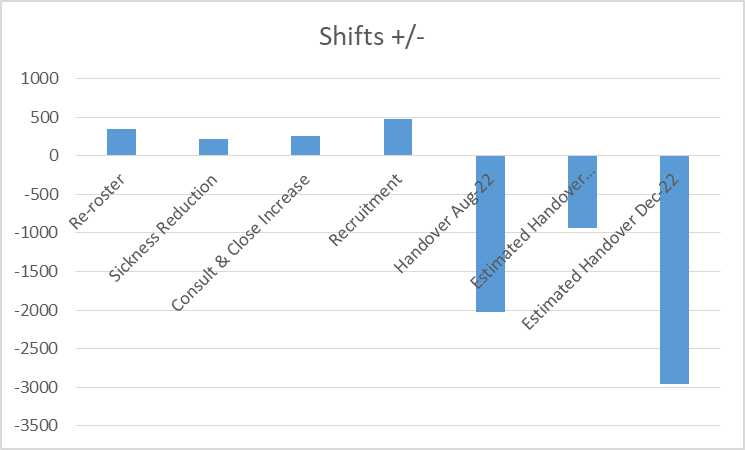 Shifts +/-
1000
500
0
-500
-1000
-1500
-2000
-2500
-3000
-3500
Re-roster
Sickness Reduction
Consult & Close Increase
Recruitment
Handover Aug-22
Estimated Handover...
Estimated Handover Dec-22